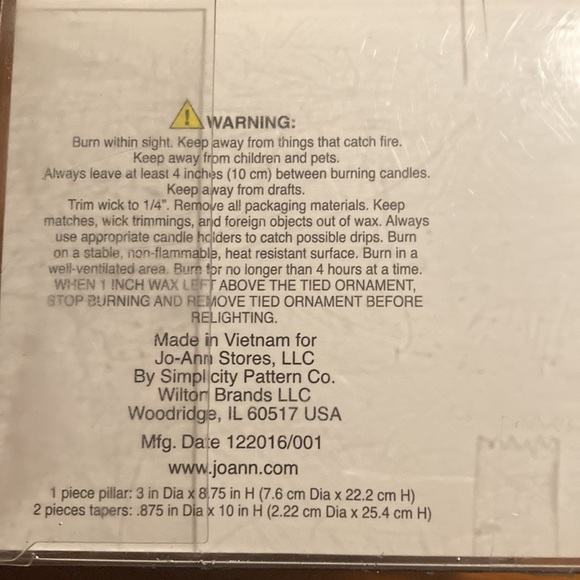 WARNING:
Burn within sight. Keep away from things that catch fire.
Keep away from children and pets.
Always leave at least 4 inches (10 cm) between burning candles.
Keep away from drafts.
Trim wick to 1/4". Remove all packaging materials. Keep
matches, wick trimmings, and foreign objects out of wax. Always
use appropriate candle holders to catch possible drips. Burn
on a stable, non-flammable, heat resistant surface. Burn in a
well-ventilated area. Burn for no longer than 4 hours at a time.
WHEN 1 INCH WAX LEFT ABOVE THE TIED ORNAMENT,
STOP BURNING AND REMOVE TIED ORNAMENT BEFORE
RELIGHTING.
Made in Vietnam for
Jo-Ann Stores, LLC
By Simplicity Pattern Co.
Wilton Brands LLC
Woodridge, IL 60517 USA
Mfg. Date 122016/001
www.joann.com
1 piece pillar: 3 in Dia x 8.75 in H (7.6 cm Dia x 22.2 cm H)
2 pieces tapers: .875 in Dia x 10 in H (2.22 cm Dia x 25.4 cm H)